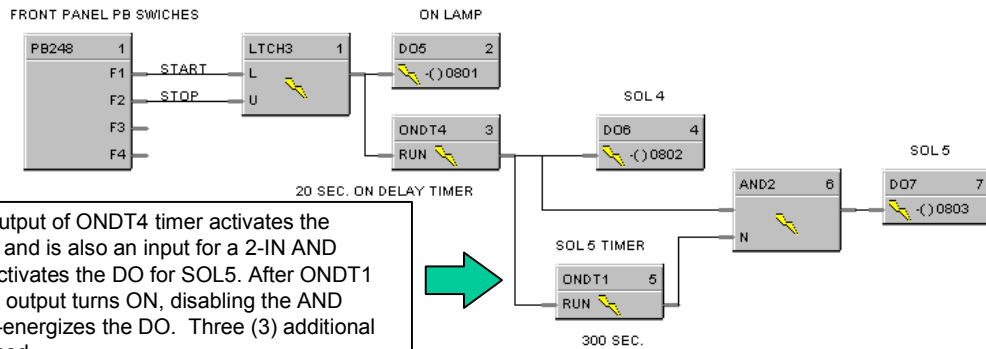 FRONT PANEL PB SWICHES
ON LAMP
PB248 1
F1
F2
F3
F4
START
STOP
LTCH3 1
L
U
DO5 2
-( ) 0801
ONDT4 3
RUN
20 SEC. ON DELAY TIMER
SOL 4
DO6 4
-( ) 0802
SOL 5
AND2 6
N
DO7 7
-( ) 0803
SOL 5 TIMER
ONDT1 5
RUN
300 SEC.
utput of ONDT4 timer activates the
and is also an input for a 2-IN AND
ctivates the DO for SOL5. After ONDT1
output turns ON, disabling the AND
-energizes the DO. Three (3) additional